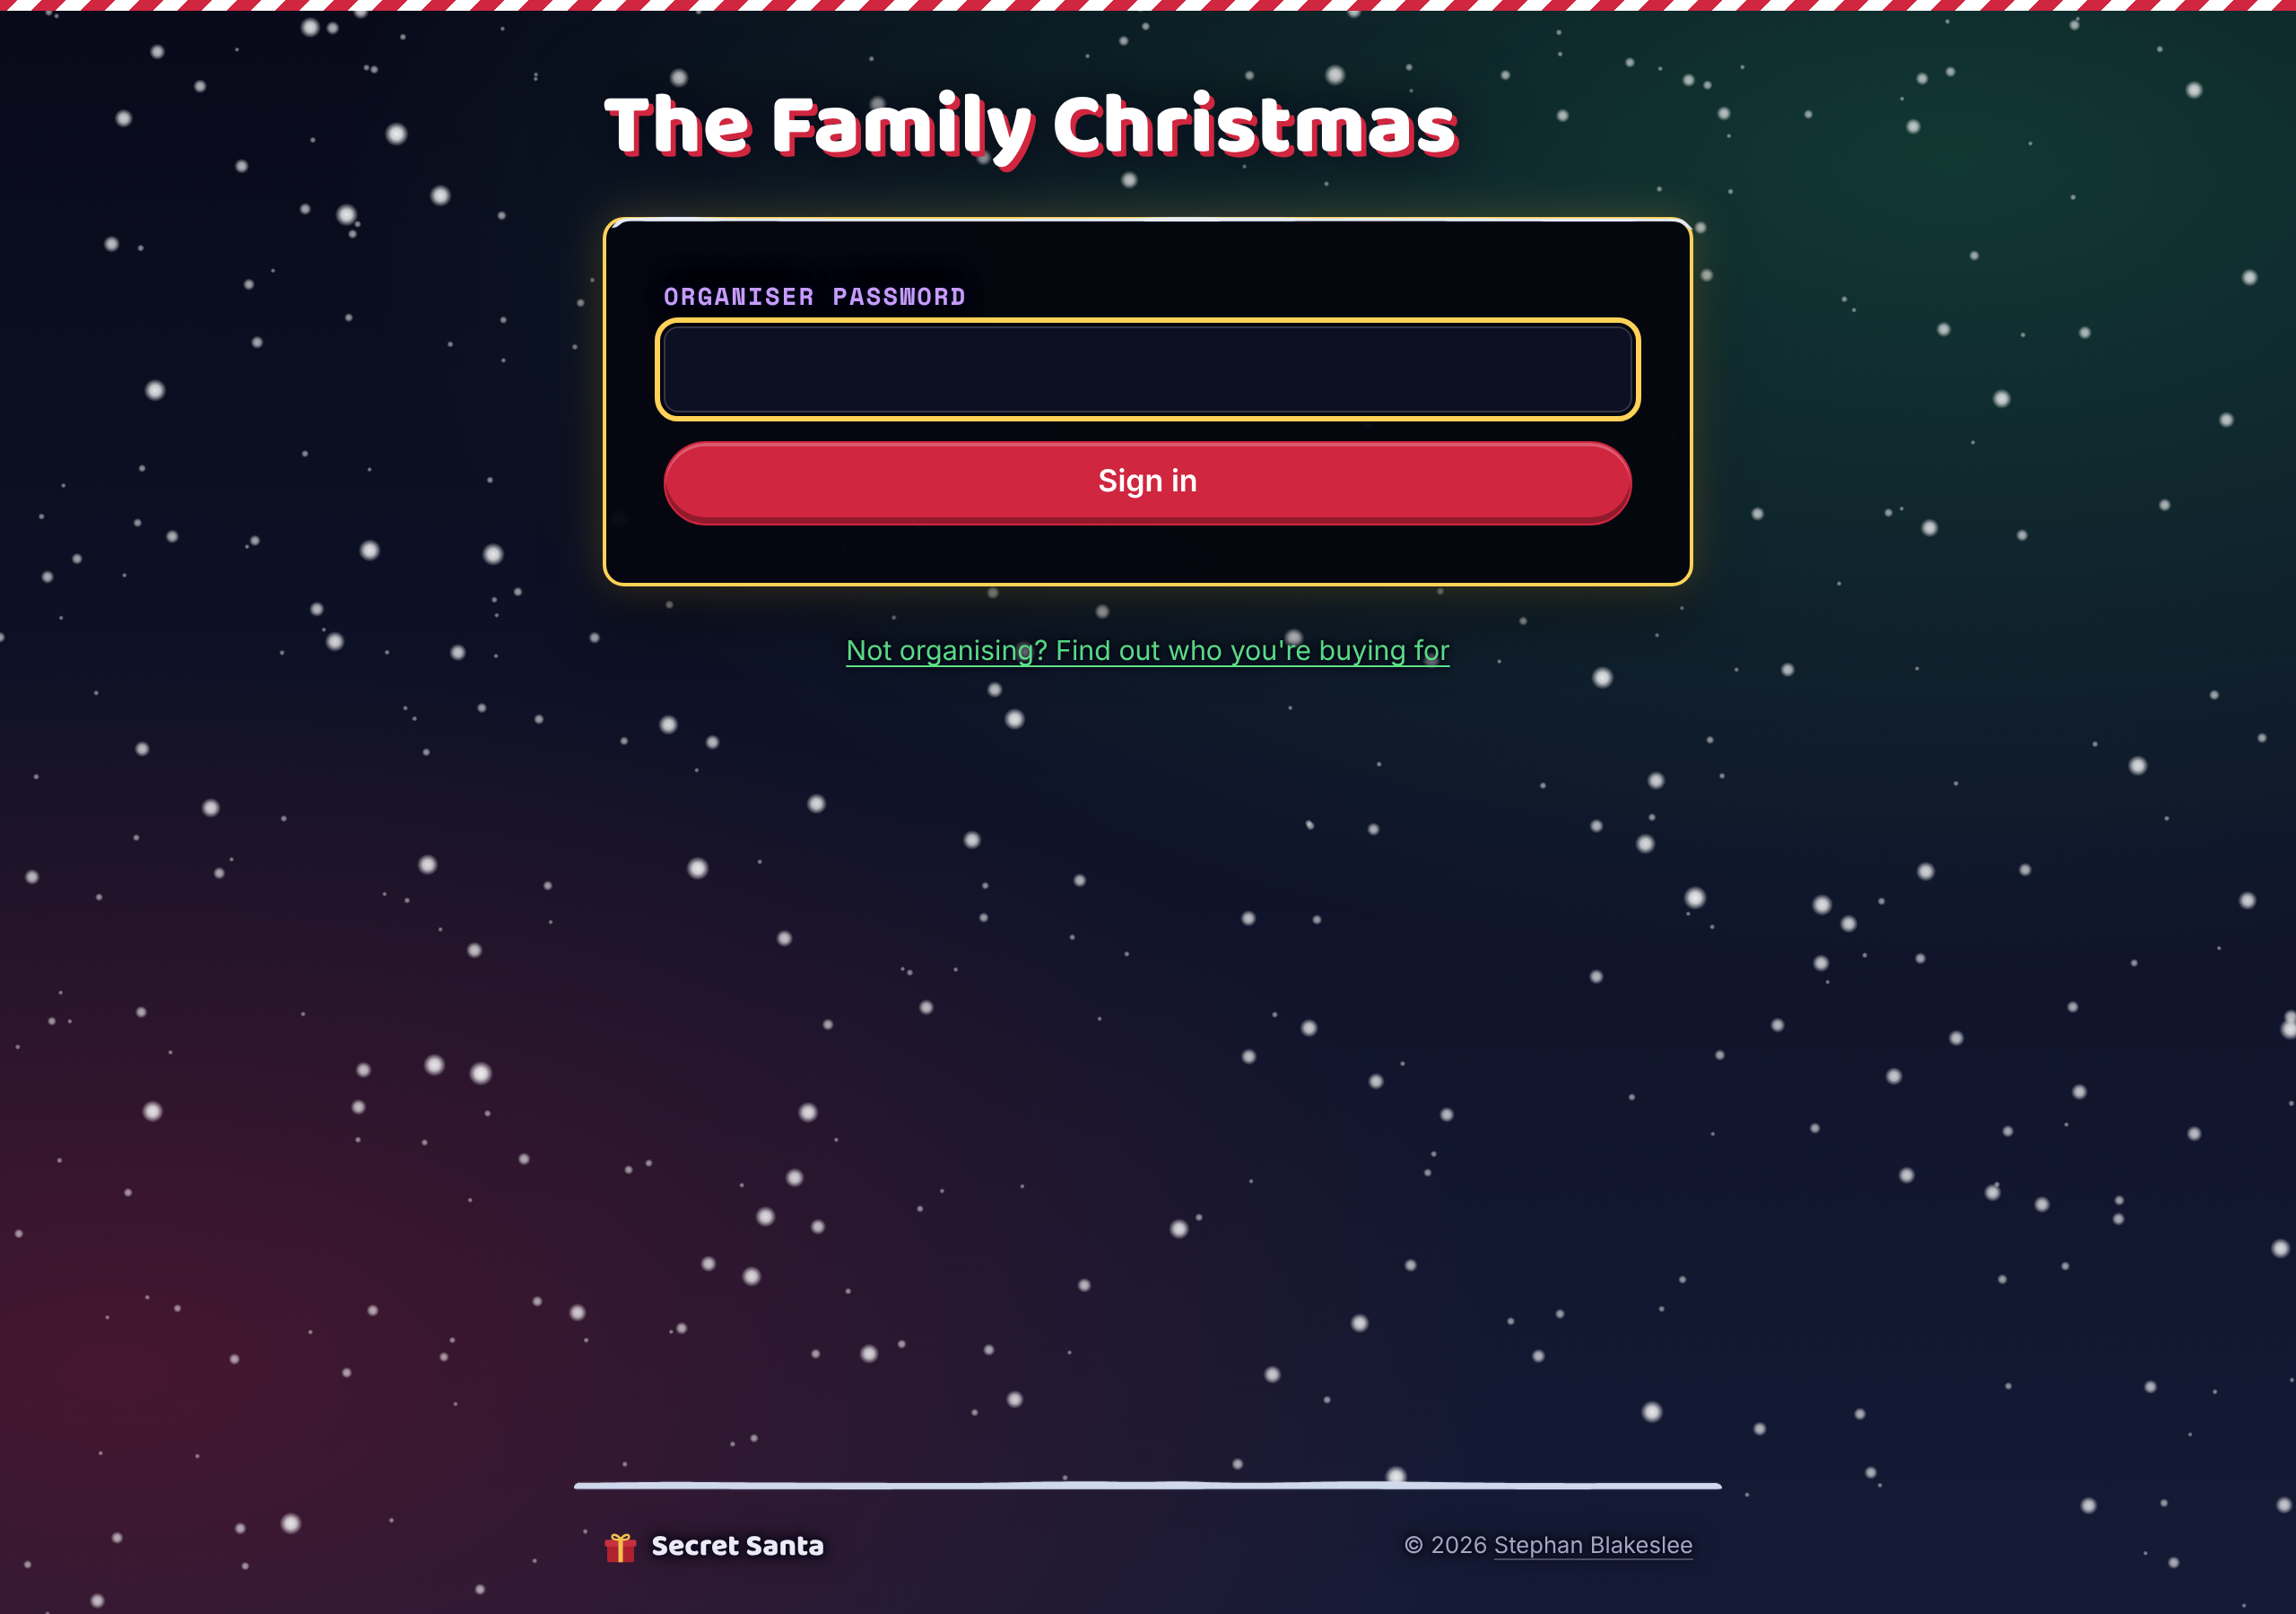 The Family Christmas
ORGANISER PASSWORD
Sign in
Not organising? Find out who you're buying for
Secret Santa
© 2026 Stephan Blakeslee